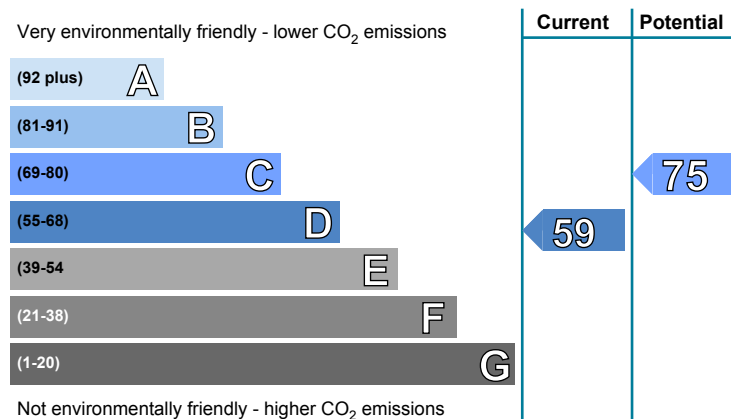 Very environmentally friendly - lower CO2 emissions
Current
Potential
(92 plus) A
(81-91) B
(69-80) C
75
(55-68) D
59
(39-54 E
(21-38) F
(1-20) G
Not environmentally friendly - higher CO2 emissions